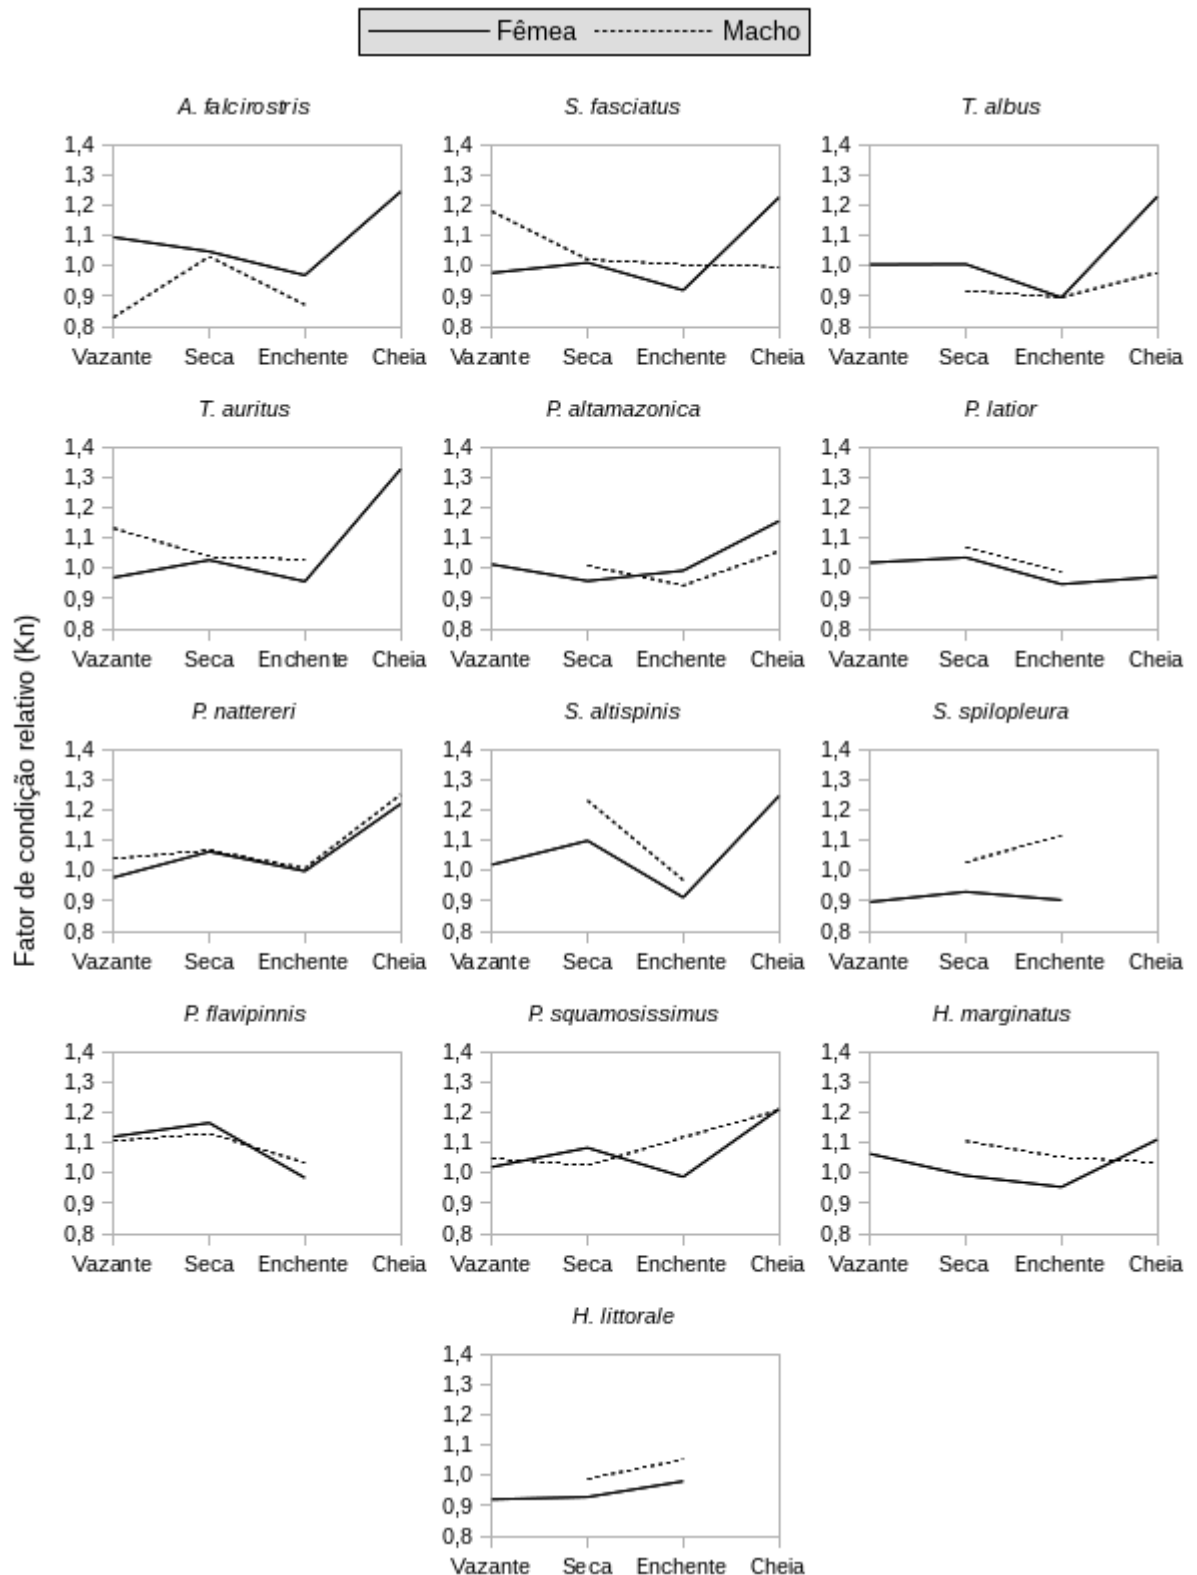 Fêmea Macho
A. falcirostris S. fasciatus T. albus
1,4 1,4 1,4
1,3 1,3 1,3
1,2 1,2 1,2
1,1 1,1 1,1
1,0 1,0 1,0
0,9 0,9 0,9
0,8 0,8 0,8
Vazante Seca Enchente Cheia Vazante Seca Enchente Cheia Vazante Seca Enchente Cheia
T. auritus P. altamazonica P. latior
1,4 1,4 1,4
1,3 1,3 1,3
1,2 1,2 1,2
1,1 1,1 1,1
1,0 1,0 1,0
0,9 0,9 0,9
0,8 0,8 0,8
Vazante Seca Enchente Cheia Vazante Seca Enchente Cheia Vazante Seca Enchente Cheia
Fator de condição relativo (Kn)
P. nattereri S. altispinis S. spilopleura
1,4 1,4 1,4
1,3 1,3 1,3
1,2 1,2 1,2
1,1 1,1 1,1
1,0 1,0 1,0
0,9 0,9 0,9
0,8 0,8 0,8
Vazante Seca Enchente Cheia Vazante Seca Enchente Cheia Vazante Seca Enchente Cheia
P. flavipinnis P. squamosissimus H. marginatus
1,4 1,4 1,4
1,3 1,3 1,3
1,2 1,2 1,2
1,1 1,1 1,1
1,0 1,0 1,0
0,9 0,9 0,9
0,8 0,8 0,8
Vazante Seca Enchente Cheia Vazante Seca Enchente Cheia Vazante Seca Enchente Cheia
H. littorale
1,4
1,3
1,2
1,1
1,0
0,9
0,8
Vazante Seca Enchente Cheia